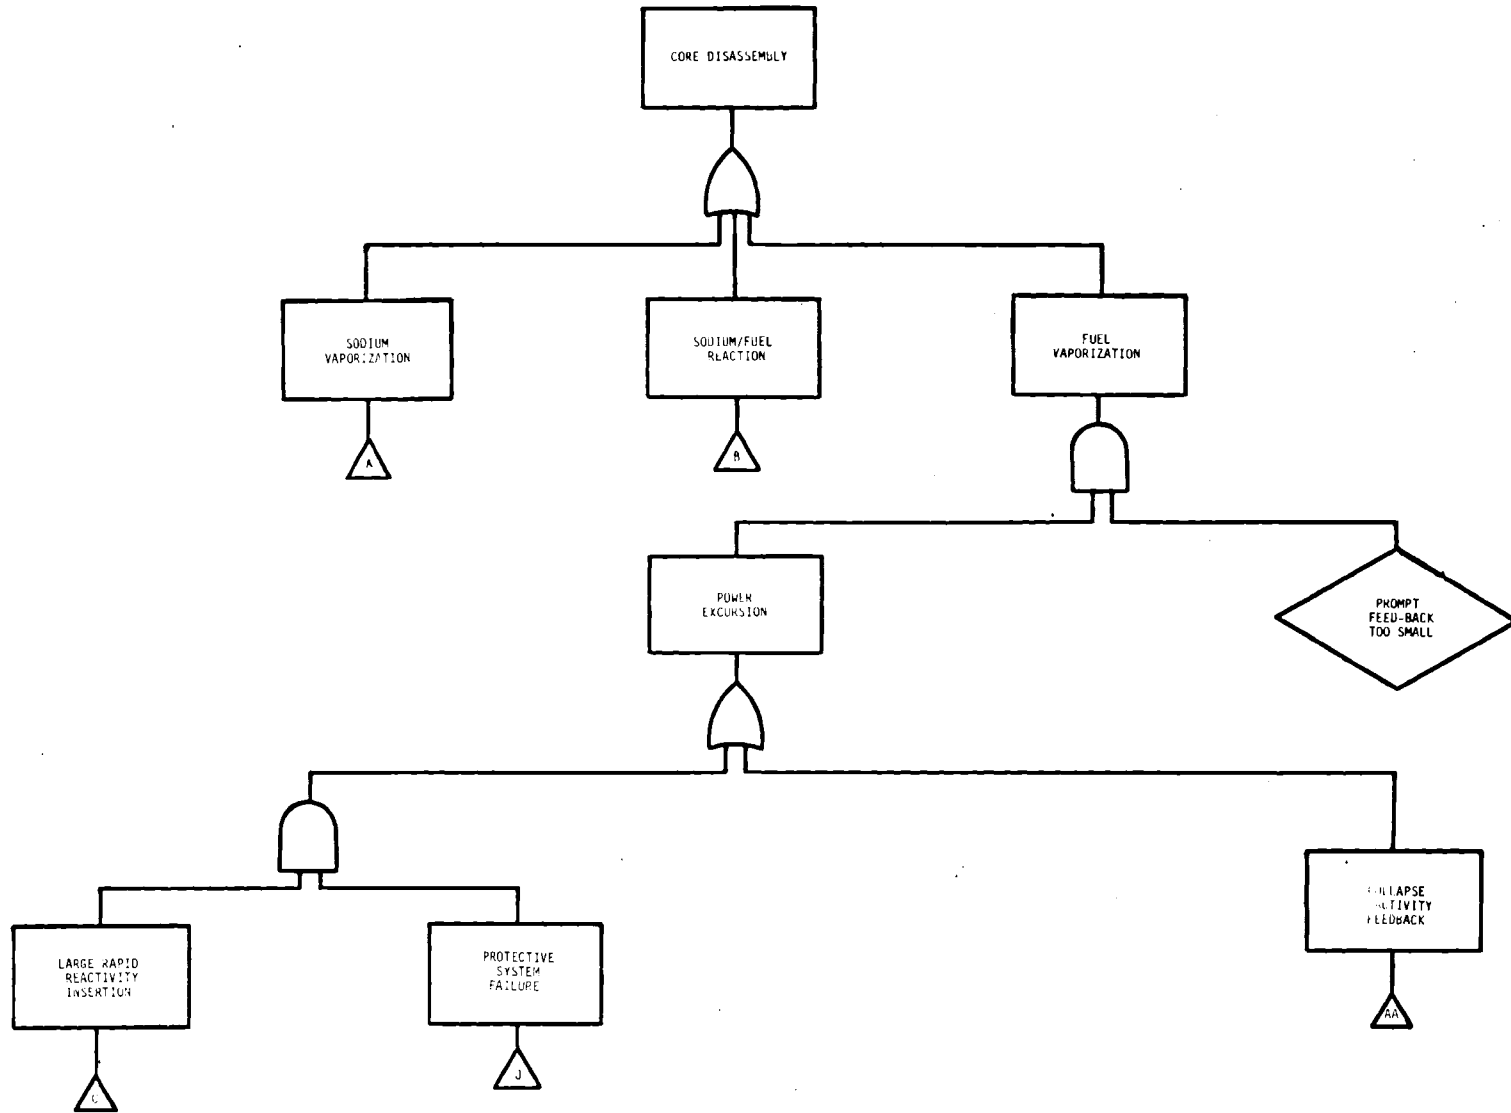 CORE DISASSEMBLY
SODIUM
VAPORIZATION
SODIUM/FUEL
REACTION
FUEL
VAPORIZATION
A
B
POWER
EXCURSION
PROMPT
FEED-BACK
TOO SMALL
COLLAPSE
FEEDBACK
LARGE RAPID
REACTIVITY
INSERTION
PROTECTIVE
SYSTEM
FAILURE
AA
J
C